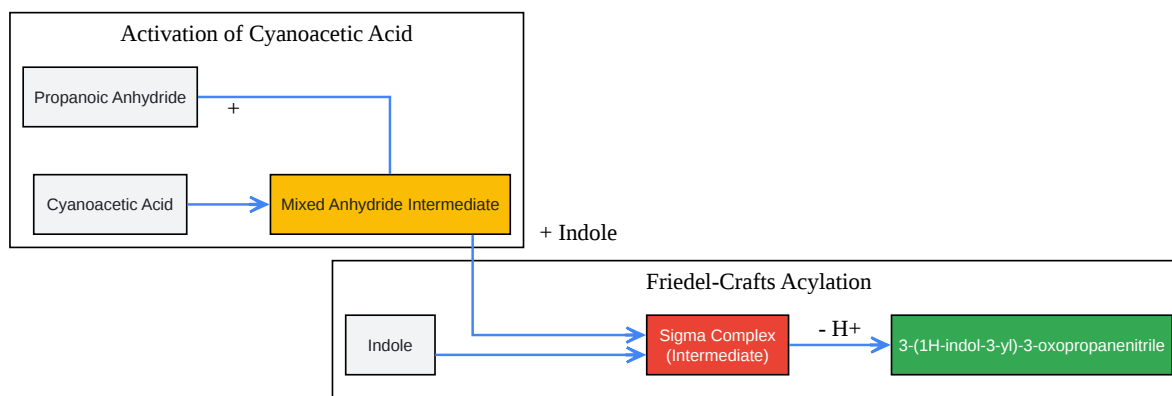 Activation of Cyanoacetic Acid
Propanoic Anhydride
+
Cyanoacetic Acid
Mixed Anhydride Intermediate
+ Indole
Friedel-Crafts Acylation
Indole
Sigma Complex
(Intermediate)
- H+
3-(1H-indol-3-yl)-3-oxopropanenitrile